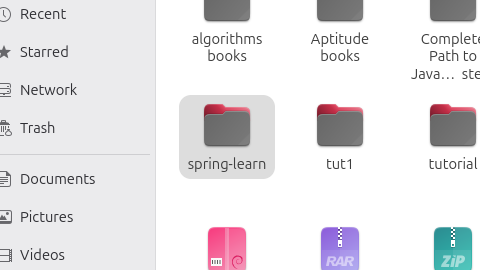 Recent
Starred
Network
Trash
Documents
Pictures
Videos
algorithms
books
Aptitude
books
Complete
Path to
Java… ste
spring-learn
tut1
tutorial
RAR
ZiP